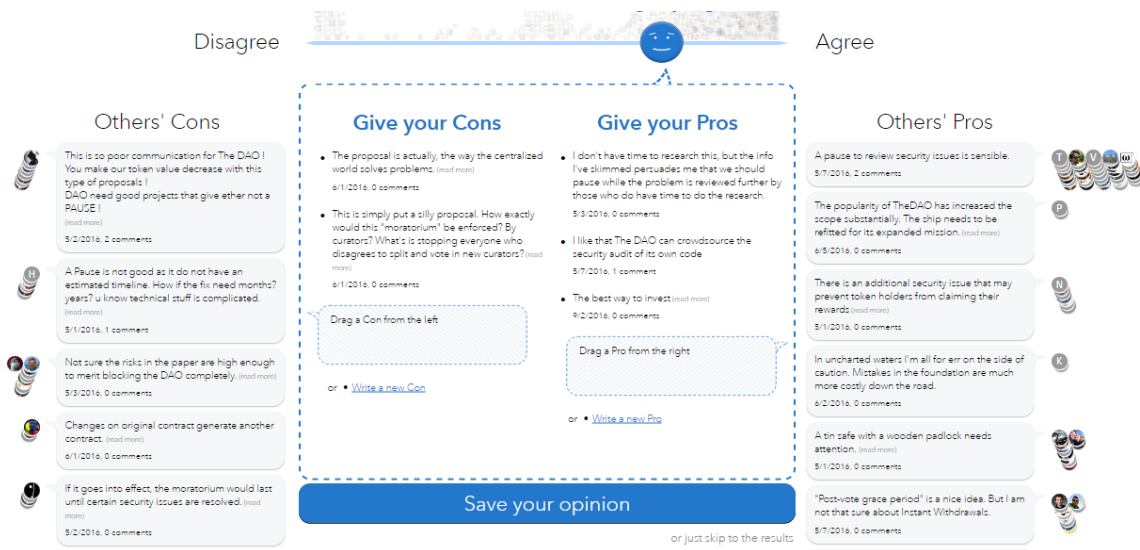 Disagree
Agree
Others' Cons
This is so poor communication for The DAO !
You make our token value decrease with this
type of proposals !
DAO need good projects that give ether not a
PAUSE !
(read more)
5/2/2016, 2 comments
H
A Pause is not good as it do not have an
estimated timeline. How if the fix need months?
years? u know technical stuff is complicated.
(read more)
5/1/2016, 1 comment
Not sure the risks in the paper are high enough
to merit blocking the DAO completely. (read more)
5/3/2016, 0 comments
Changes on original contract generate another
contract. (read more)
6/1/2016, 0 comments
If it goes into effect, the moratorium would last
until certain security issues are resolved. (read
more)
5/2/2016, 0 comments
Give your Cons
• The proposal is actually, the way the centralized
world solves problems. (read more)
6/1/2016, 0 comments
• This is simply put a silly proposal. How exactly
would this "moratorium" be enforced? By
curators? What's is stopping everyone who
disagrees to split and vote in new curators? (read
more)
6/1/2016, 0 comments
Drag a Con from the left
or • Write a new Con
Give your Pros
• I don't have time to research this, but the info
I've skimmed persuades me that we should
pause while the problem is reviewed further by
those who do have time to do the research.
5/3/2016, 0 comments
• I like that The DAO can crowdsource the
security audit of its own code
5/7/2016, 1 comment
• The best way to invest (read more)
9/2/2016, 0 comments
Drag a Pro from the right
or • Write a new Pro
Save your opinion
or just skip to the results
Others' Pros
A pause to review security issues is sensible.
5/7/2016, 2 comments
T V ω
The popularity of TheDAO has increased the
scope substantially. The ship needs to be
refitted for its expanded mission. (read more)
6/5/2016, 0 comments
P
There is an additional security issue that may
prevent token holders from claiming their
rewards (read more)
5/1/2016, 0 comments
N
In uncharted waters I'm all for err on the side of
caution. Mistakes in the foundation are much
more costly down the road.
6/2/2016, 0 comments
K
A tin safe with a wooden padlock needs
attention. (read more)
5/1/2016, 0 comments
"Post-vote grace period" is a nice idea. But I am
not that sure about Instant Withdrawals.
5/7/2016, 0 comments